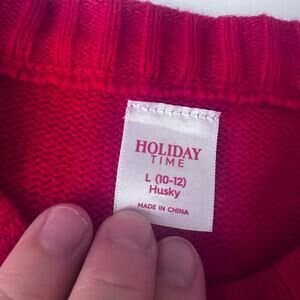 HOLIDAY
TIME
L (10-12)
Husky
MADE IN CHINA